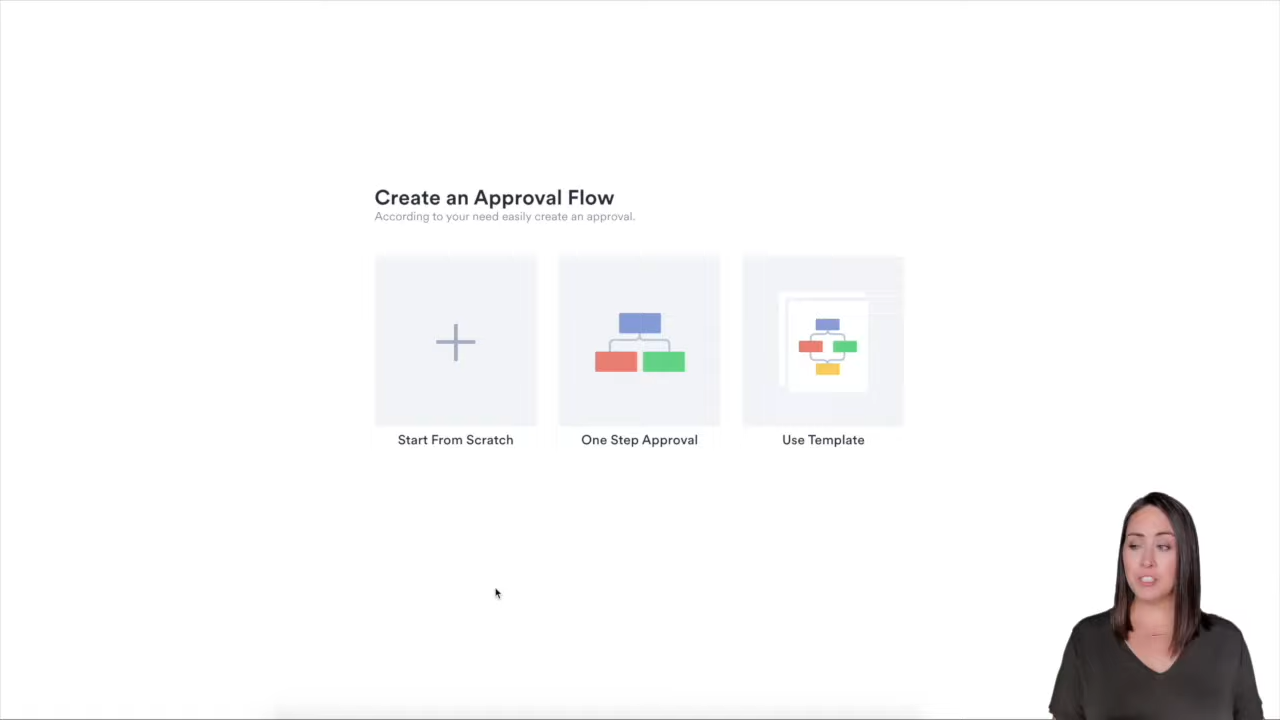 Create an Approval Flow
According to your need easily create an approval.
Start From Scratch
One Step Approval
Use Template